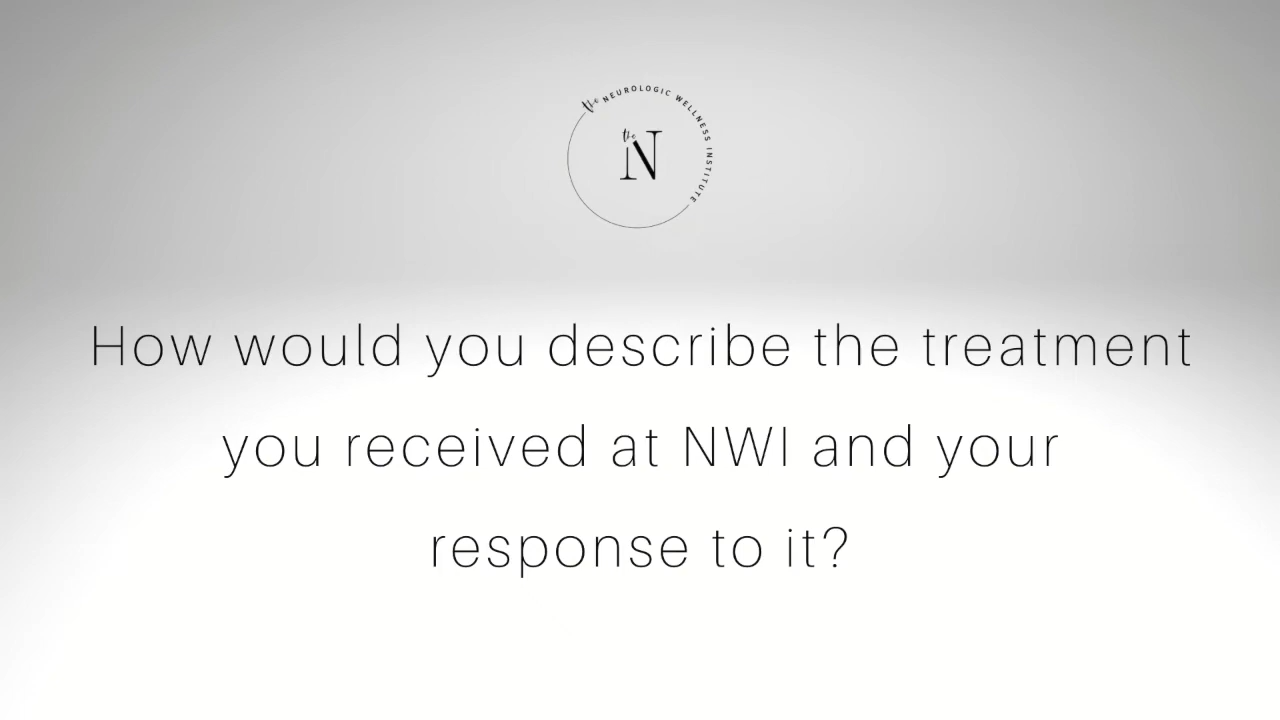 the NEUROLOGIC WELLNESS INSTITUTE
the
N
How would you describe the treatment
you received at NWI and your
response to it?